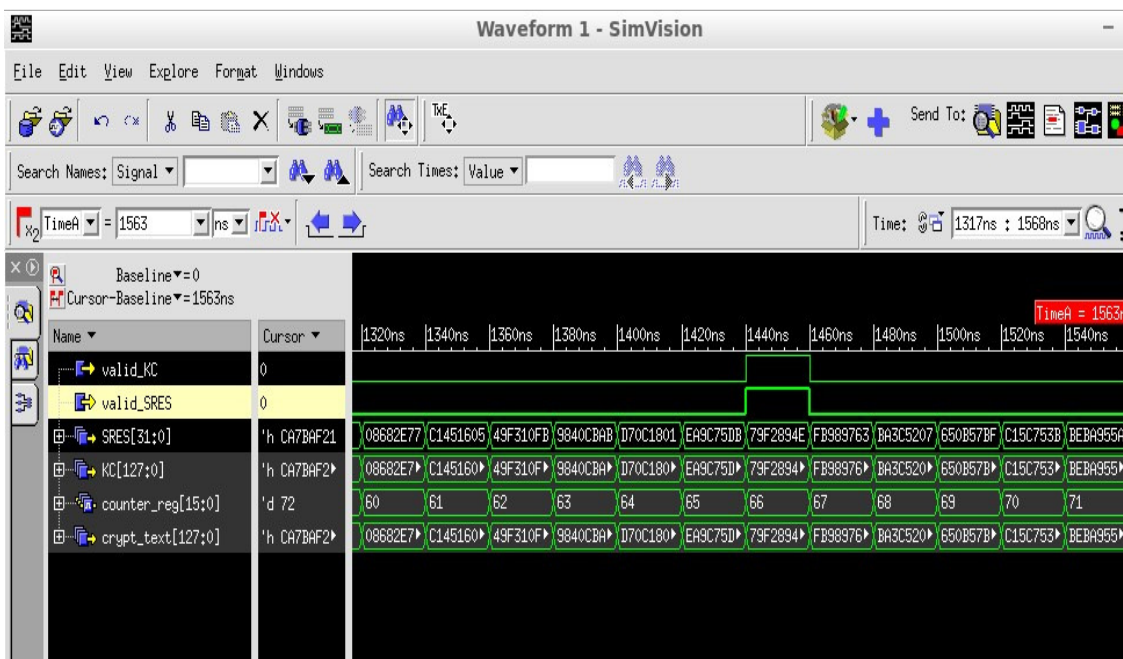 Waveform 1 - SimVision
File Edit View Explore Format Windows
TxE Send To:
Search Names: Signal Search Times: Value
x2 TimeA = 1563 ns Time: 1317ns : 1568ns
Baseline=0
Cursor-Baseline=1563ns
TimeA = 1563n
Name Cursor 1320ns 1340ns 1360ns 1380ns 1400ns 1420ns 1440ns 1460ns 1480ns 1500ns 1520ns 1540ns
valid_KC 0
valid_SRES 0
SRES[31:0] 'h CA7BAF21 08682E77 C1451605 49F310FB 9840CBAB D70C1801 EA9C75DB 79F2894E FB989763 BA3C5207 650B57BF C15C753B BEBA955A
KC[127:0] 'h CA7BAF2 08682E7 C145160 49F310F 9840CBA D70C180 EA9C75D 79F2894 FB98976 BA3C520 650B57B C15C753 BEBA955
counter_reg[15:0] 'd 72 60 61 62 63 64 65 66 67 68 69 70 71
crypt_text[127:0] 'h CA7BAF2 08682E7 C145160 49F310F 9840CBA D70C180 EA9C75D 79F2894 FB98976 BA3C520 650B57B C15C753 BEBA955